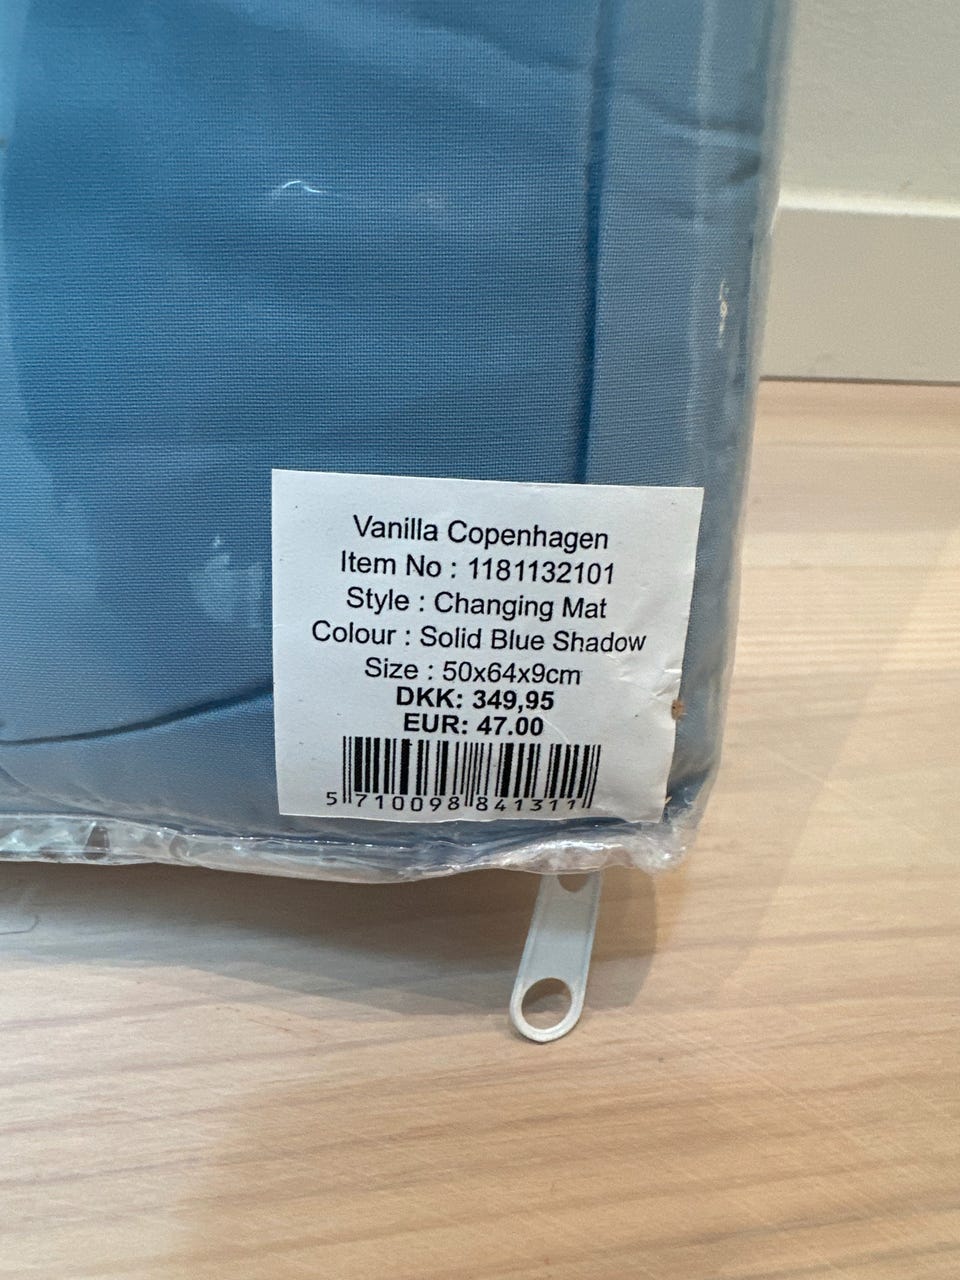 Vanilla Copenhagen
Item No : 1181132101
Style : Changing Mat
Colour : Solid Blue Shadow
Size : 50x64x9cm
DKK: 349,95
EUR: 47.00
5 710098 841311